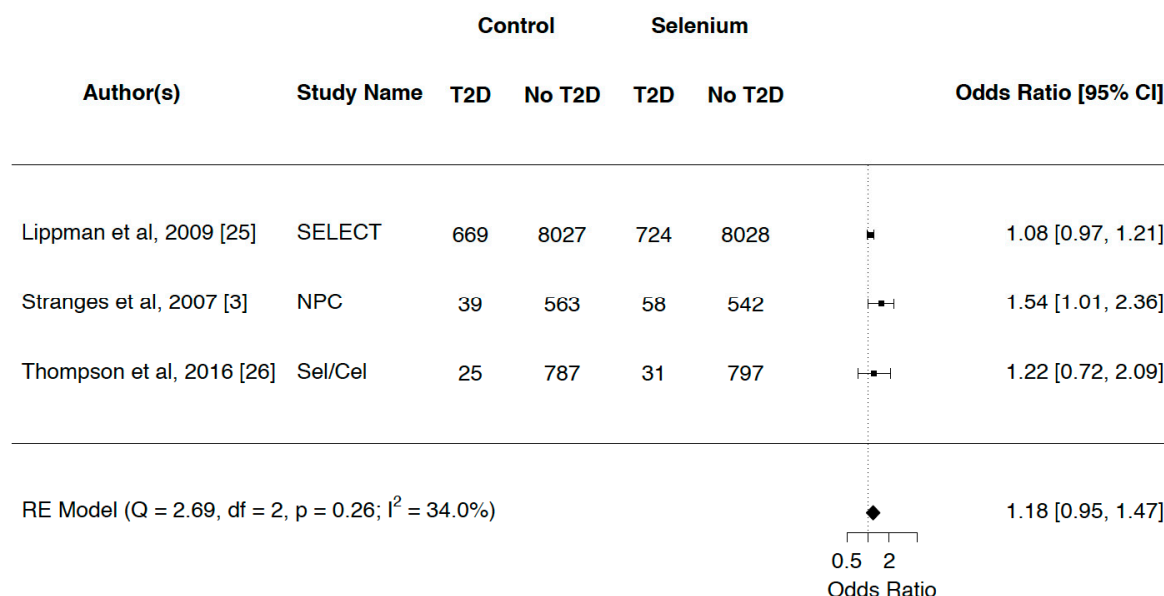 Control Selenium
Author(s) Study Name T2D No T2D T2D No T2D Odds Ratio [95% CI]
Lippman et al, 2009 [25] SELECT 669 8027 724 8028 1.08 [0.97, 1.21]
Stranges et al, 2007 [3] NPC 39 563 58 542 1.54 [1.01, 2.36]
Thompson et al, 2016 [26] Sel/Cel 25 787 31 797 1.22 [0.72, 2.09]
RE Model (Q = 2.69, df = 2, p = 0.26; I² = 34.0%) 1.18 [0.95, 1.47]
0.5 2
Odds Ratio